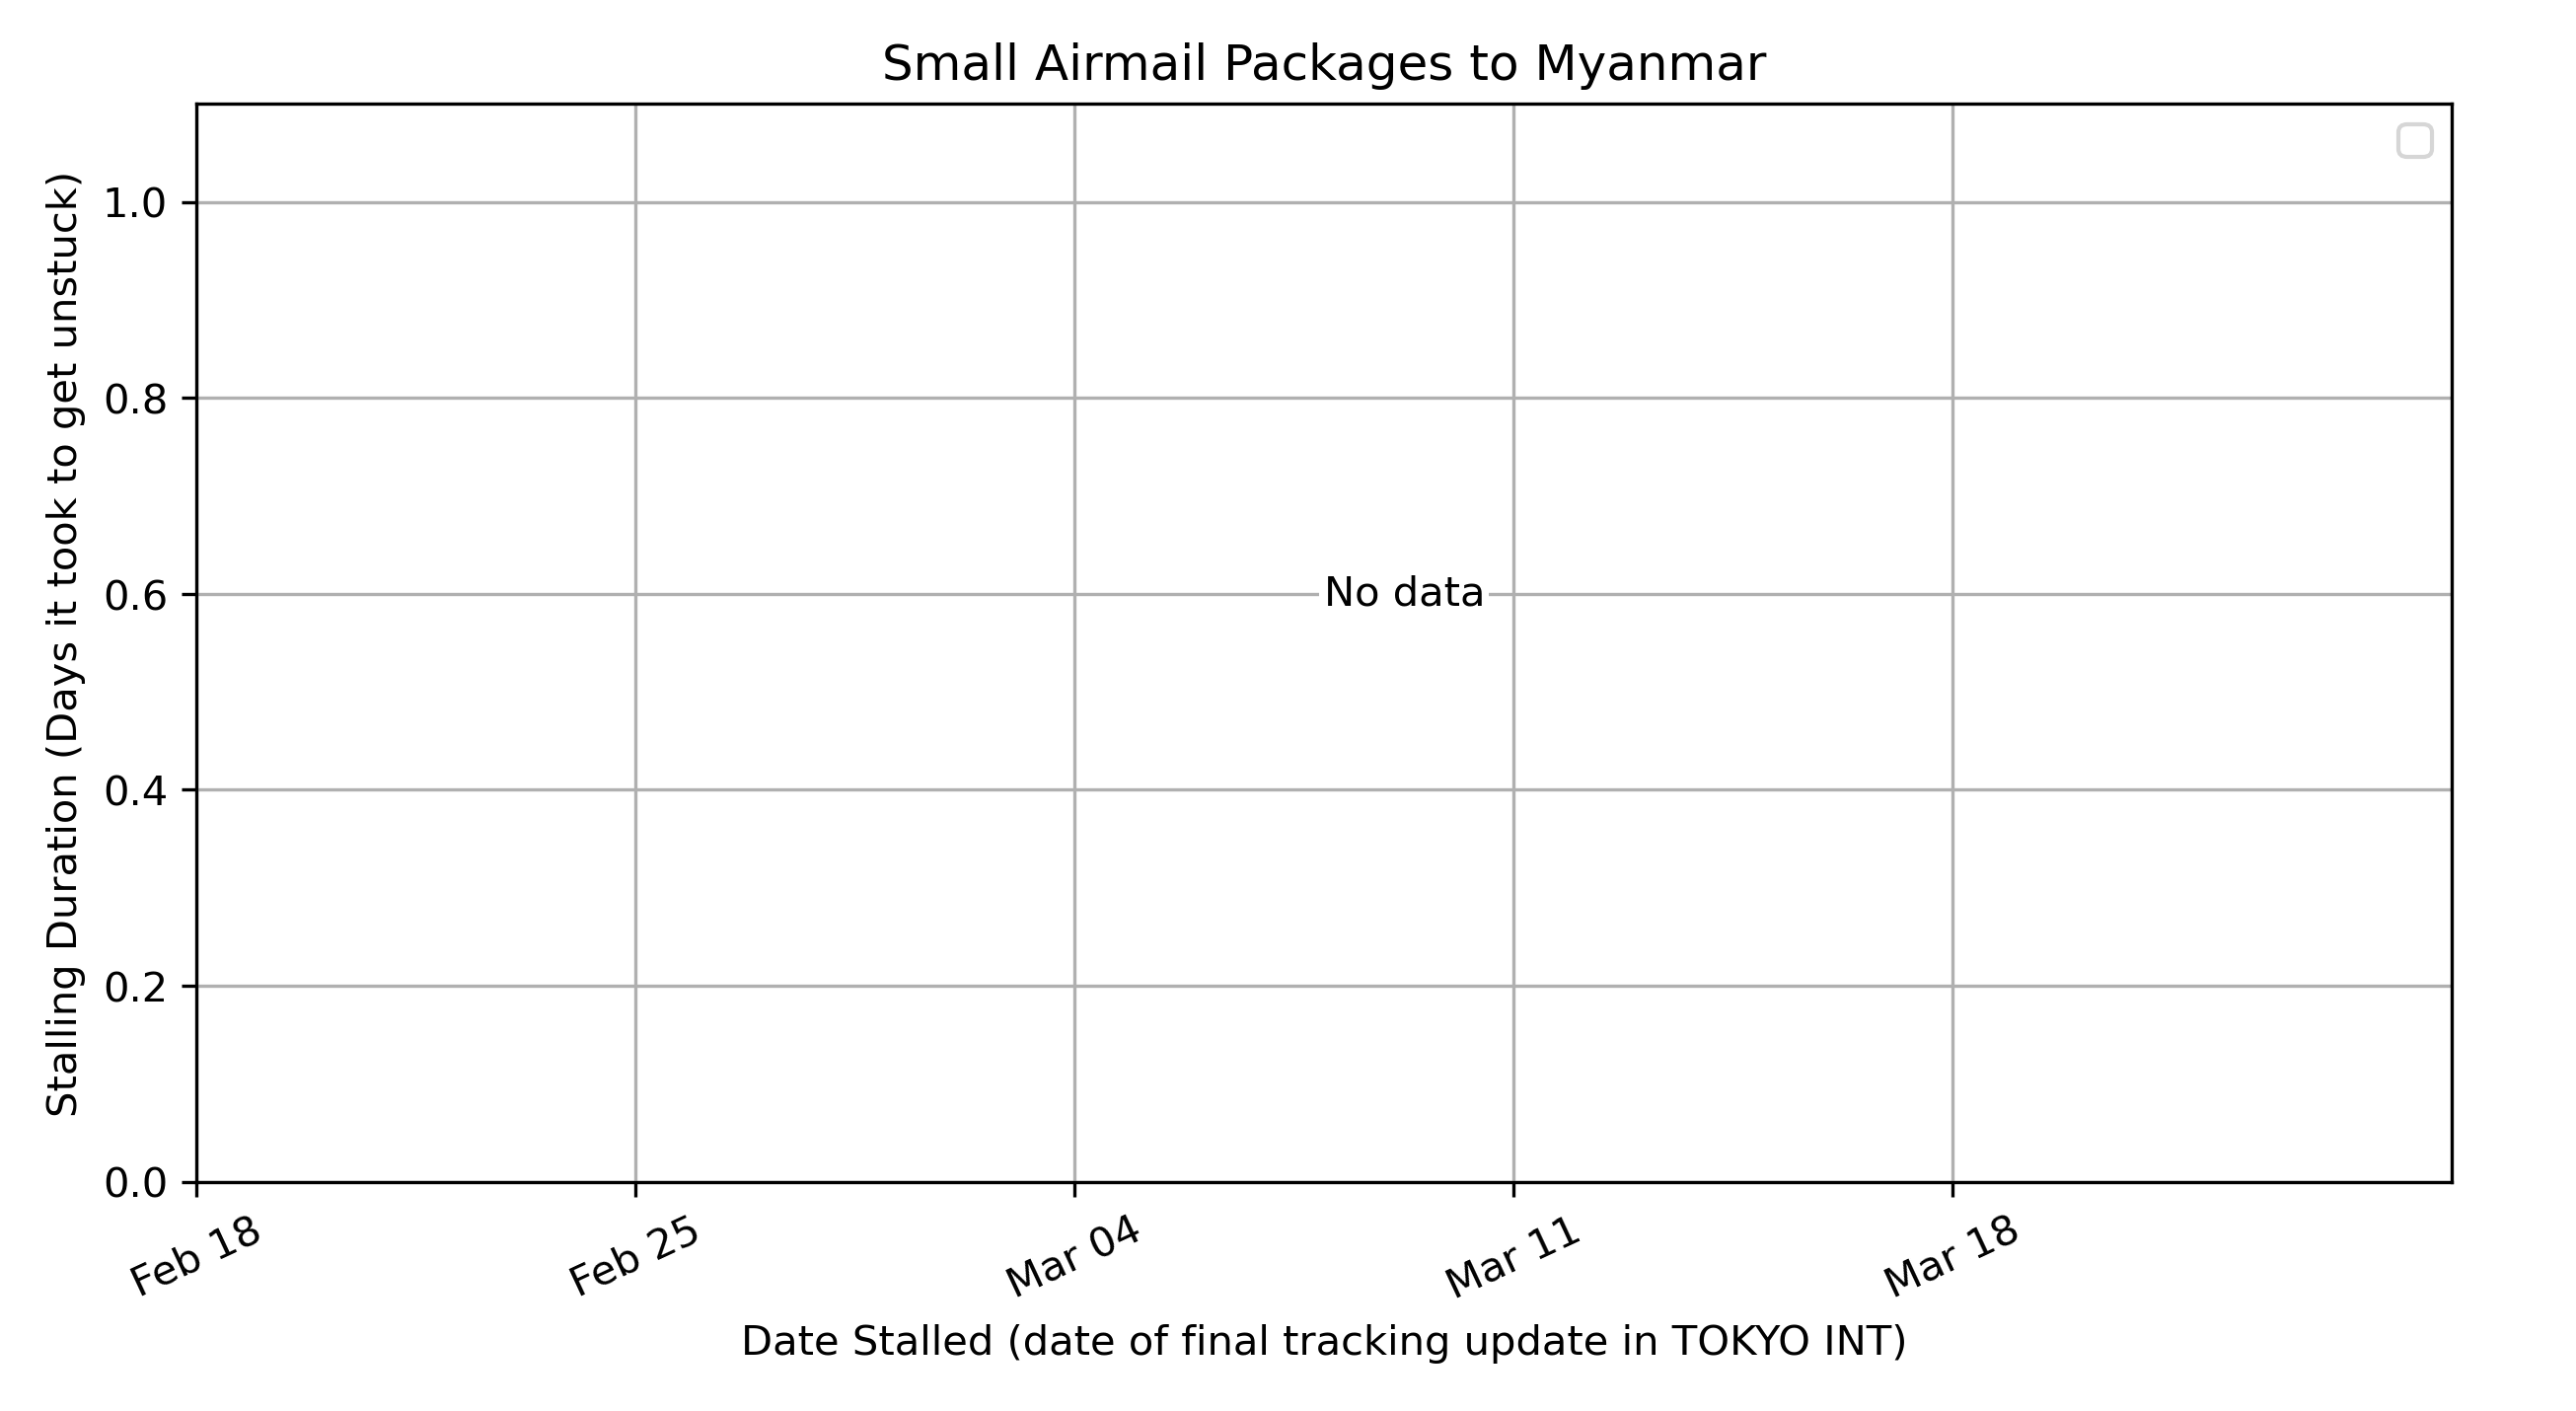 Small Airmail Packages to Myanmar
Stalling Duration (Days it took to get unstuck)
1.0
0.8
0.6
0.4
0.2
0.0
No data
Feb 18
Feb 25
Mar 04
Mar 11
Mar 18
Date Stalled (date of final tracking update in TOKYO INT)